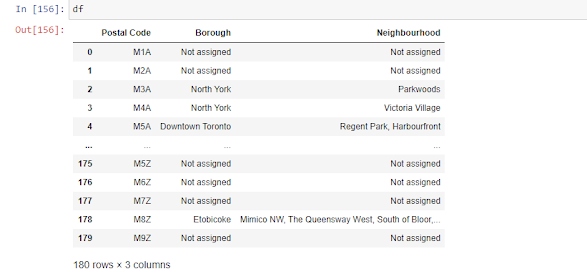 In [156]: df
Out[156]:
Postal Code Borough Neighbourhood
0 M1A Not assigned Not assigned
1 M2A Not assigned Not assigned
2 M3A North York Parkwoods
3 M4A North York Victoria Village
4 M5A Downtown Toronto Regent Park, Harbourfront
... ... ... ...
175 M5Z Not assigned Not assigned
176 M6Z Not assigned Not assigned
177 M7Z Not assigned Not assigned
178 M8Z Etobicoke Mimico NW, The Queensway West, South of Bloor,...
179 M9Z Not assigned Not assigned
180 rows × 3 columns